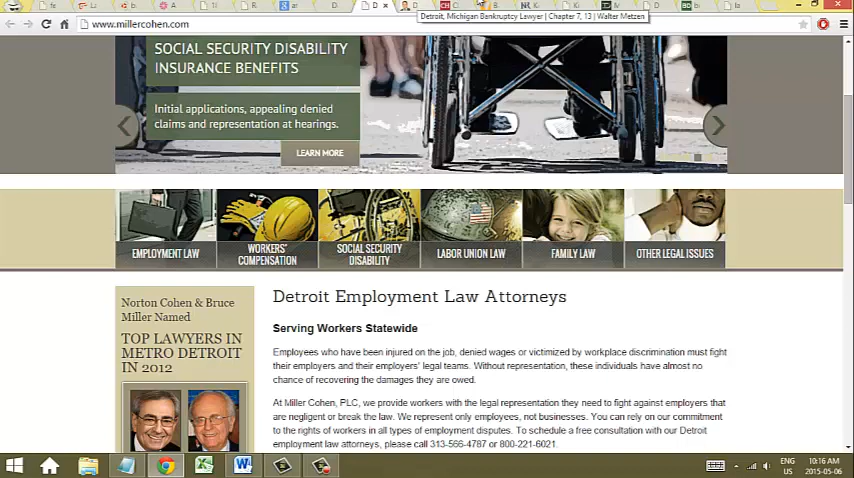 Detroit, Michigan Bankruptcy Lawyer | Chapter 7, 13 | Walter Metzen
www.millercohen.com
SOCIAL SECURITY DISABILITY
INSURANCE BENEFITS
Initial applications, appealing denied
claims and representation at hearings.
LEARN MORE
EMPLOYMENT LAW
WORKERS'
COMPENSATION
SOCIAL SECURITY
DISABILITY
LABOR UNION LAW
FAMILY LAW
OTHER LEGAL ISSUES
Norton Cohen & Bruce
Miller Named
TOP LAWYERS IN
METRO DETROIT
IN 2012
Detroit Employment Law Attorneys
Serving Workers Statewide
Employees who have been injured on the job, denied wages or victimized by workplace discrimination must fight
their employers and their employers' legal teams. Without representation, these individuals have almost no
chance of recovering the damages they are owed.
At Miller Cohen, PLC, we provide workers with the legal representation they need to fight against employers that
are negligent or break the law. We represent only employees, not businesses. You can rely on our commitment
to the rights of workers in all types of employment disputes. To schedule a free consultation with our Detroit
employment law attorneys, please call 313-566-4787 or 800-221-6021.
ENG
US
10:16 AM
2015-05-06